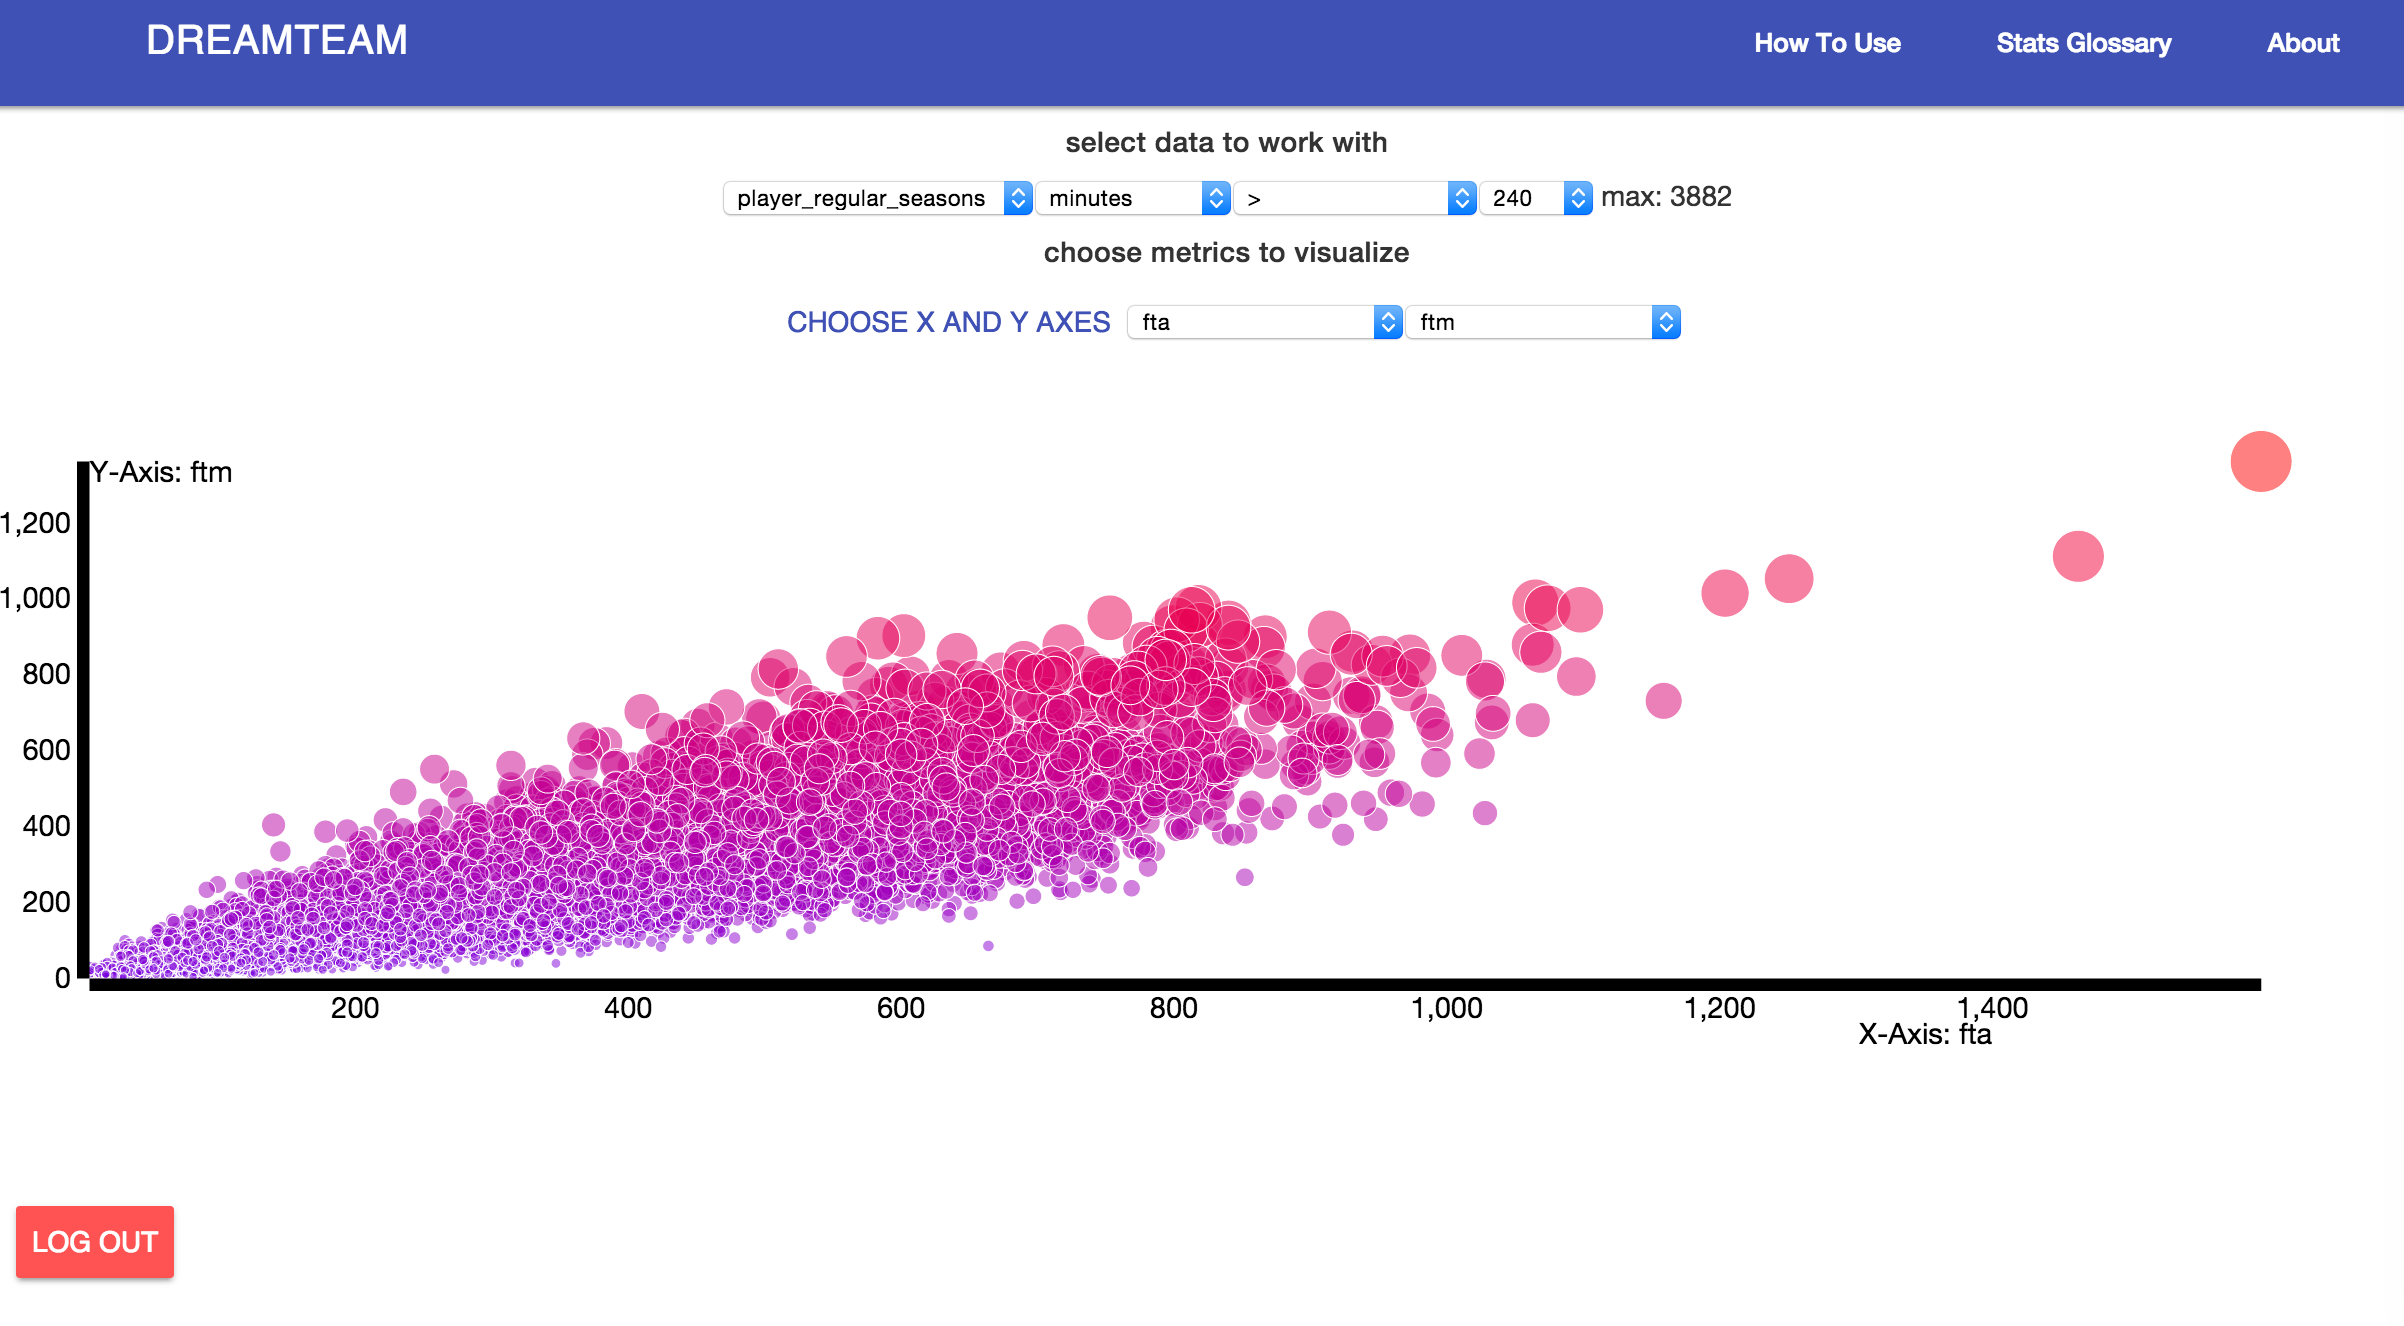 DREAMTEAM How To Use Stats Glossary About
select data to work with
player_regular_seasons minutes > 240 max: 3882
choose metrics to visualize
CHOOSE X AND Y AXES fta ftm
Y-Axis: ftm
1,200
1,000
800
600
400
200
0
200 400 600 800 1,000 1,200 1,400
X-Axis: fta
LOG OUT